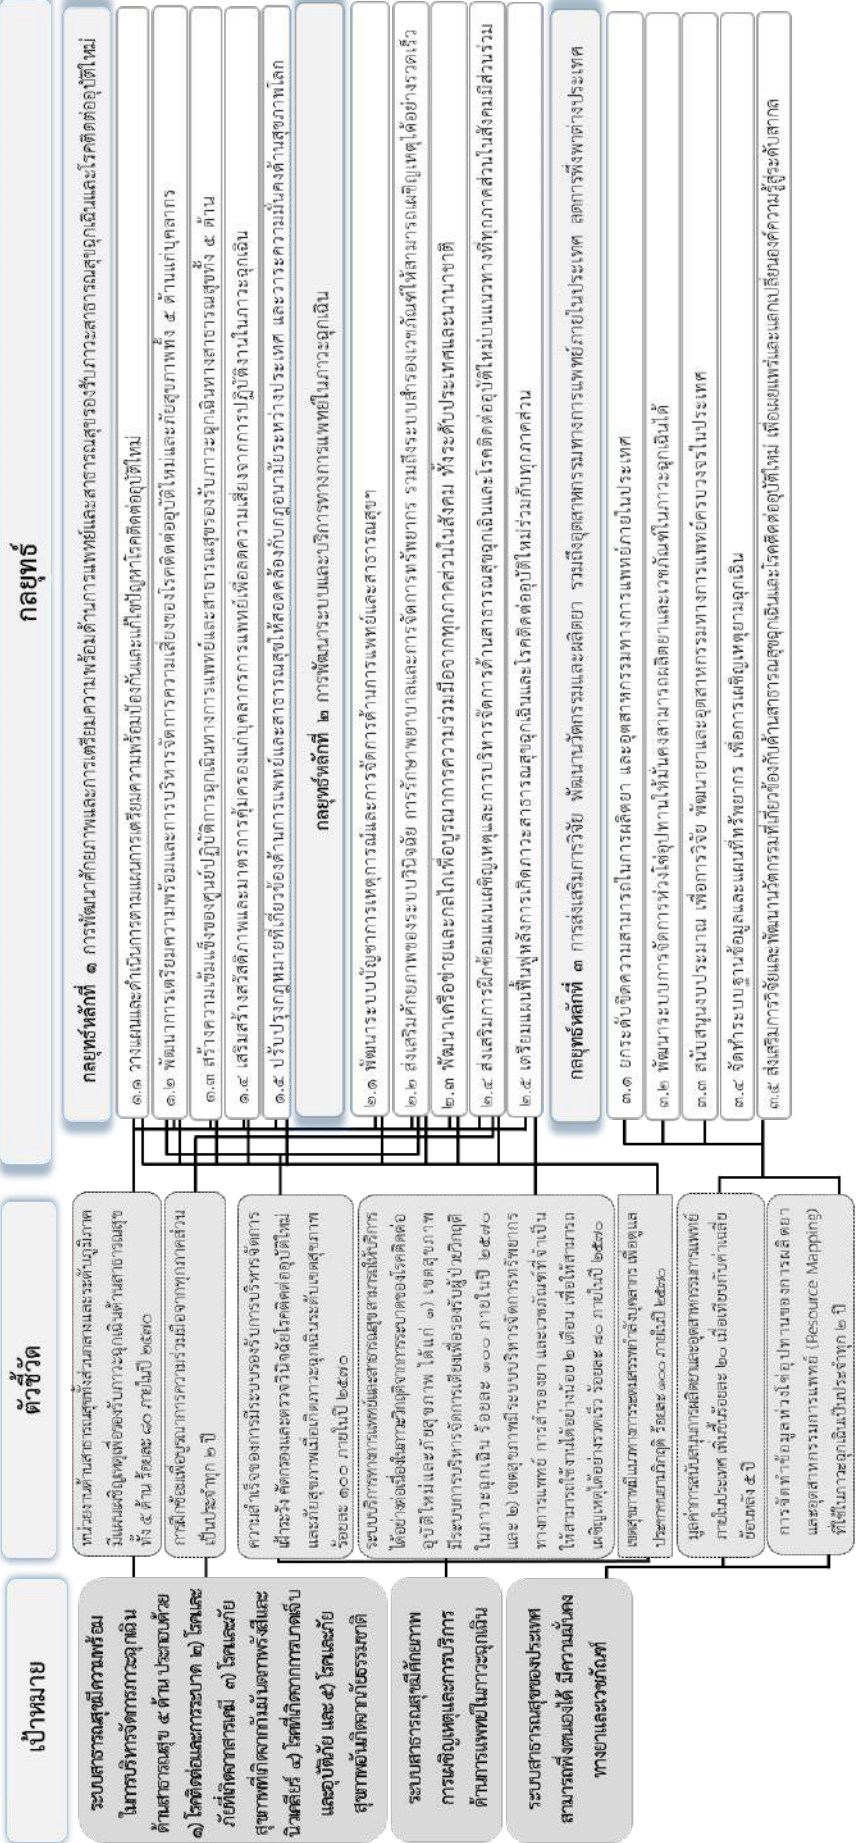 เป้าหมาย
ระบบสาธารณสุขมีความพร้อม
ในการบริหารจัดการภาวะฉุกเฉิน
ด้านสาธารณสุข ๕ ด้าน ประกอบด้วย
๑) โรคติดต่อและการระบาด ๒) โรคและ
ภัยที่เกิดจากสารเคมี ๓) โรคและภัย
สุขภาพที่เกิดจากกัมมันตภาพรังสีและ
นิวเคลียร์ ๔) โรคที่เกิดจากการบาดเจ็บ
และอุบัติภัย และ ๕) โรคและภัย
สุขภาพอันเกิดจากภัยธรรมชาติ
ระบบสาธารณสุขมีศักยภาพ
การเผชิญเหตุและการบริการ
ด้านการแพทย์ในภาวะฉุกเฉิน
ระบบสาธารณสุขของประเทศ
สามารถพึ่งตนเองได้ มีความมั่นคง
ทางยาและเวชภัณฑ์
ตัวชี้วัด
หน่วยงานด้านสาธารณสุขทั้งส่วนกลางและระดับภูมิภาค
มีแผนเผชิญเหตุเพื่อรองรับภาวะฉุกเฉินด้านสาธารณสุข
ทั้ง ๕ ด้าน ร้อยละ ๘๐ ภายในปี ๒๕๗๐
การฝึกซ้อมเพื่อบูรณาการความร่วมมือจากทุกภาคส่วน
เป็นประจำทุก ๒ ปี
ความสำเร็จของการมีระบบรองรับการบริหารจัดการ
เฝ้าระวัง คัดกรองและตรวจวินิจฉัยโรคติดต่ออุบัติใหม่
และภัยสุขภาพเมื่อเกิดภาวะฉุกเฉินระดับเขตสุขภาพ
ร้อยละ ๑๐๐ ภายในปี ๒๕๗๐
ระบบบริการทางการแพทย์และสาธารณสุขสามารถให้บริการ
ได้อย่างต่อเนื่องในภาวะวิกฤติจากการระบาดของโรคติดต่อ
อุบัติใหม่และภัยสุขภาพ ได้แก่ ๑) เขตสุขภาพ
มีระบบการบริหารจัดการเตียงเพื่อรองรับผู้ป่วยวิกฤติ
ในภาวะฉุกเฉิน ร้อยละ ๑๐๐ ภายในปี ๒๕๗๐
และ ๒) เขตสุขภาพมีระบบบริหารจัดการทรัพยากร
ทางการแพทย์ การสำรองยา และเวชภัณฑ์ที่จำเป็น
ให้สามารถใช้งานได้อย่างน้อย ๒ เดือน เพื่อให้สามารถ
เผชิญเหตุได้อย่างรวดเร็ว ร้อยละ ๘๐ ภายในปี ๒๕๗๐
เขตสุขภาพมีแนวทางการระดมสรรพกำลังบุคลากร เพื่อดูแล
ประชาชนยามวิกฤติ ร้อยละ ๑๐๐ ภายในปี ๒๕๗๐
มูลค่าการสนับสนุนการผลิตยาและอุตสาหกรรมการแพทย์
ภายในประเทศ เพิ่มขึ้นร้อยละ ๒๐ เมื่อเทียบกับค่าเฉลี่ย
ย้อนหลัง ๕ ปี
การจัดทำข้อมูลห่วงโซ่อุปทานของการผลิตยา
และอุตสาหกรรมการแพทย์ (Resource Mapping)
ที่ใช้ในภาวะฉุกเฉินเป็นประจำทุก ๒ ปี
กลยุทธ์
กลยุทธ์หลักที่ ๑ การพัฒนาศักยภาพและการเตรียมความพร้อมด้านการแพทย์และสาธารณสุขรองรับภาวะสาธารณสุขฉุกเฉินและโรคติดต่ออุบัติใหม่
๑.๑ วางแผนและดำเนินการตามแผนการเตรียมความพร้อมป้องกันและแก้ไขปัญหาโรคติดต่ออุบัติใหม่
๑.๒ พัฒนาการเตรียมความพร้อมและการบริหารจัดการความเสี่ยงของโรคติดต่ออุบัติใหม่และภัยสุขภาพทั้ง ๕ ด้านแก่บุคลากร
๑.๓ สร้างความเข้มแข็งของศูนย์ปฏิบัติการฉุกเฉินทางการแพทย์และสาธารณสุขรองรับภาวะฉุกเฉินทางสาธารณสุขทั้ง ๕ ด้าน
๑.๔ เสริมสร้างสวัสดิภาพและมาตรการคุ้มครองแก่บุคลากรการแพทย์เพื่อลดความเสี่ยงจากการปฏิบัติงานในภาวะฉุกเฉิน
๑.๕ ปรับปรุงกฎหมายที่เกี่ยวข้องด้านการแพทย์และสาธารณสุขให้สอดคล้องกับกฎอนามัยระหว่างประเทศ และวาระความมั่นคงด้านสุขภาพโลก
กลยุทธ์หลักที่ ๒ การพัฒนาระบบและบริการทางการแพทย์ในภาวะฉุกเฉิน
๒.๑ พัฒนาระบบบัญชาการเหตุการณ์และการจัดการด้านการแพทย์และสาธารณสุขฯ
๒.๒ ส่งเสริมศักยภาพของระบบวินิจฉัย การรักษาพยาบาลและการจัดการทรัพยากร รวมถึงระบบสำรองเวชภัณฑ์ให้สามารถเผชิญเหตุได้อย่างรวดเร็ว
๒.๓ พัฒนาเครือข่ายและกลไกเพื่อบูรณาการความร่วมมือจากทุกภาคส่วนในสังคม ทั้งระดับประเทศและนานาชาติ
๒.๔ ส่งเสริมการฝึกซ้อมแผนเผชิญเหตุและการบริหารจัดการด้านสาธารณสุขฉุกเฉินและโรคติดต่ออุบัติใหม่บนแนวทางที่ทุกภาคส่วนในสังคมมีส่วนร่วม
๒.๕ เตรียมแผนฟื้นฟูหลังการเกิดภาวะสาธารณสุขฉุกเฉินและโรคติดต่ออุบัติใหม่ร่วมกับทุกภาคส่วน
กลยุทธ์หลักที่ ๓ การส่งเสริมการวิจัย พัฒนานวัตกรรมและผลิตยา รวมถึงอุตสาหกรรมทางการแพทย์ภายในประเทศ ลดการพึ่งพาต่างประเทศ
๓.๑ ยกระดับขีดความสามารถในการผลิตยา และอุตสาหกรรมทางการแพทย์ภายในประเทศ
๓.๒ พัฒนาระบบการจัดการห่วงโซ่อุปทานให้มั่นคงสามารถผลิตยาและเวชภัณฑ์ในภาวะฉุกเฉินได้
๓.๓ สนับสนุนงบประมาณ เพื่อการวิจัย พัฒนายาและอุตสาหกรรมทางการแพทย์ครบวงจรในประเทศ
๓.๔ จัดทำระบบฐานข้อมูลและแผนที่ทรัพยากร เพื่อการเผชิญเหตุยามฉุกเฉิน
๓.๕ ส่งเสริมการวิจัยและพัฒนานวัตกรรมที่เกี่ยวข้องกับด้านสาธารณสุขฉุกเฉินและโรคติดต่ออุบัติใหม่ เพื่อเผยแพร่และแลกเปลี่ยนองค์ความรู้สู่ระดับสากล